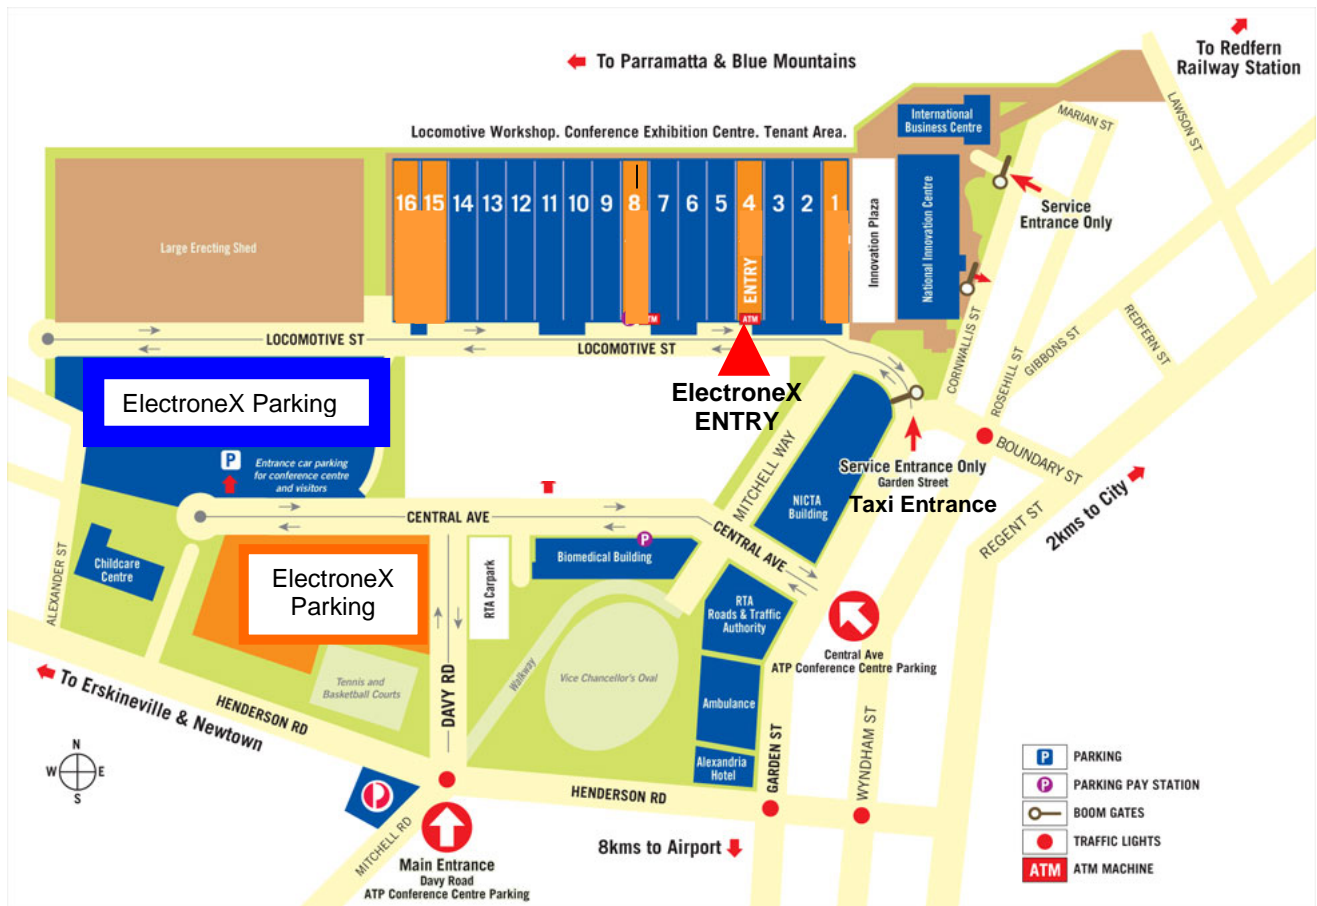 To Redfern
Railway Station
To Parramatta & Blue Mountains
LAWSON ST
MARIAN ST
International
Business Centre
Locomotive Workshop. Conference Exhibition Centre. Tenant Area.
16 15 14 13 12 11 10 9 8 7 6 5 4 3 2 1
Innovation Plaza
National Innovation Centre
Service
Entrance Only
Large Erecting Shed
ENTRY
ATM
ATM
LOCOMOTIVE ST
LOCOMOTIVE ST
CORNWALLIS ST
ROSEHILL ST
GIBBONS ST
REDFERN ST
ElectroneX Parking
ElectroneX
ENTRY
MITCHELL WAY
BOUNDARY ST
REGENT ST
2kms to City
P
Entrance car parking
for conference centre
and visitors
Service Entrance Only
Garden Street
Taxi Entrance
NICTA
Building
CENTRAL AVE
CENTRAL AVE
P
Biomedical Building
RTA Carpark
Childcare
Centre
ALEXANDER ST
ElectroneX
Parking
RTA
Roads & Traffic
Authority
Central Ave
ATP Conference Centre Parking
Tennis and
Basketball Courts
DAVY RD
Walkway
Vice Chancellor's Oval
Ambulance
Alexandria
Hotel
GARDEN ST
WYNDHAM ST
To Erskineville & Newtown
HENDERSON RD
HENDERSON RD
N
W E
S
P
MITCHELL RD
Main Entrance
Davy Road
ATP Conference Centre Parking
8kms to Airport
P PARKING
P PARKING PAY STATION
BOOM GATES
TRAFFIC LIGHTS
ATM ATM MACHINE